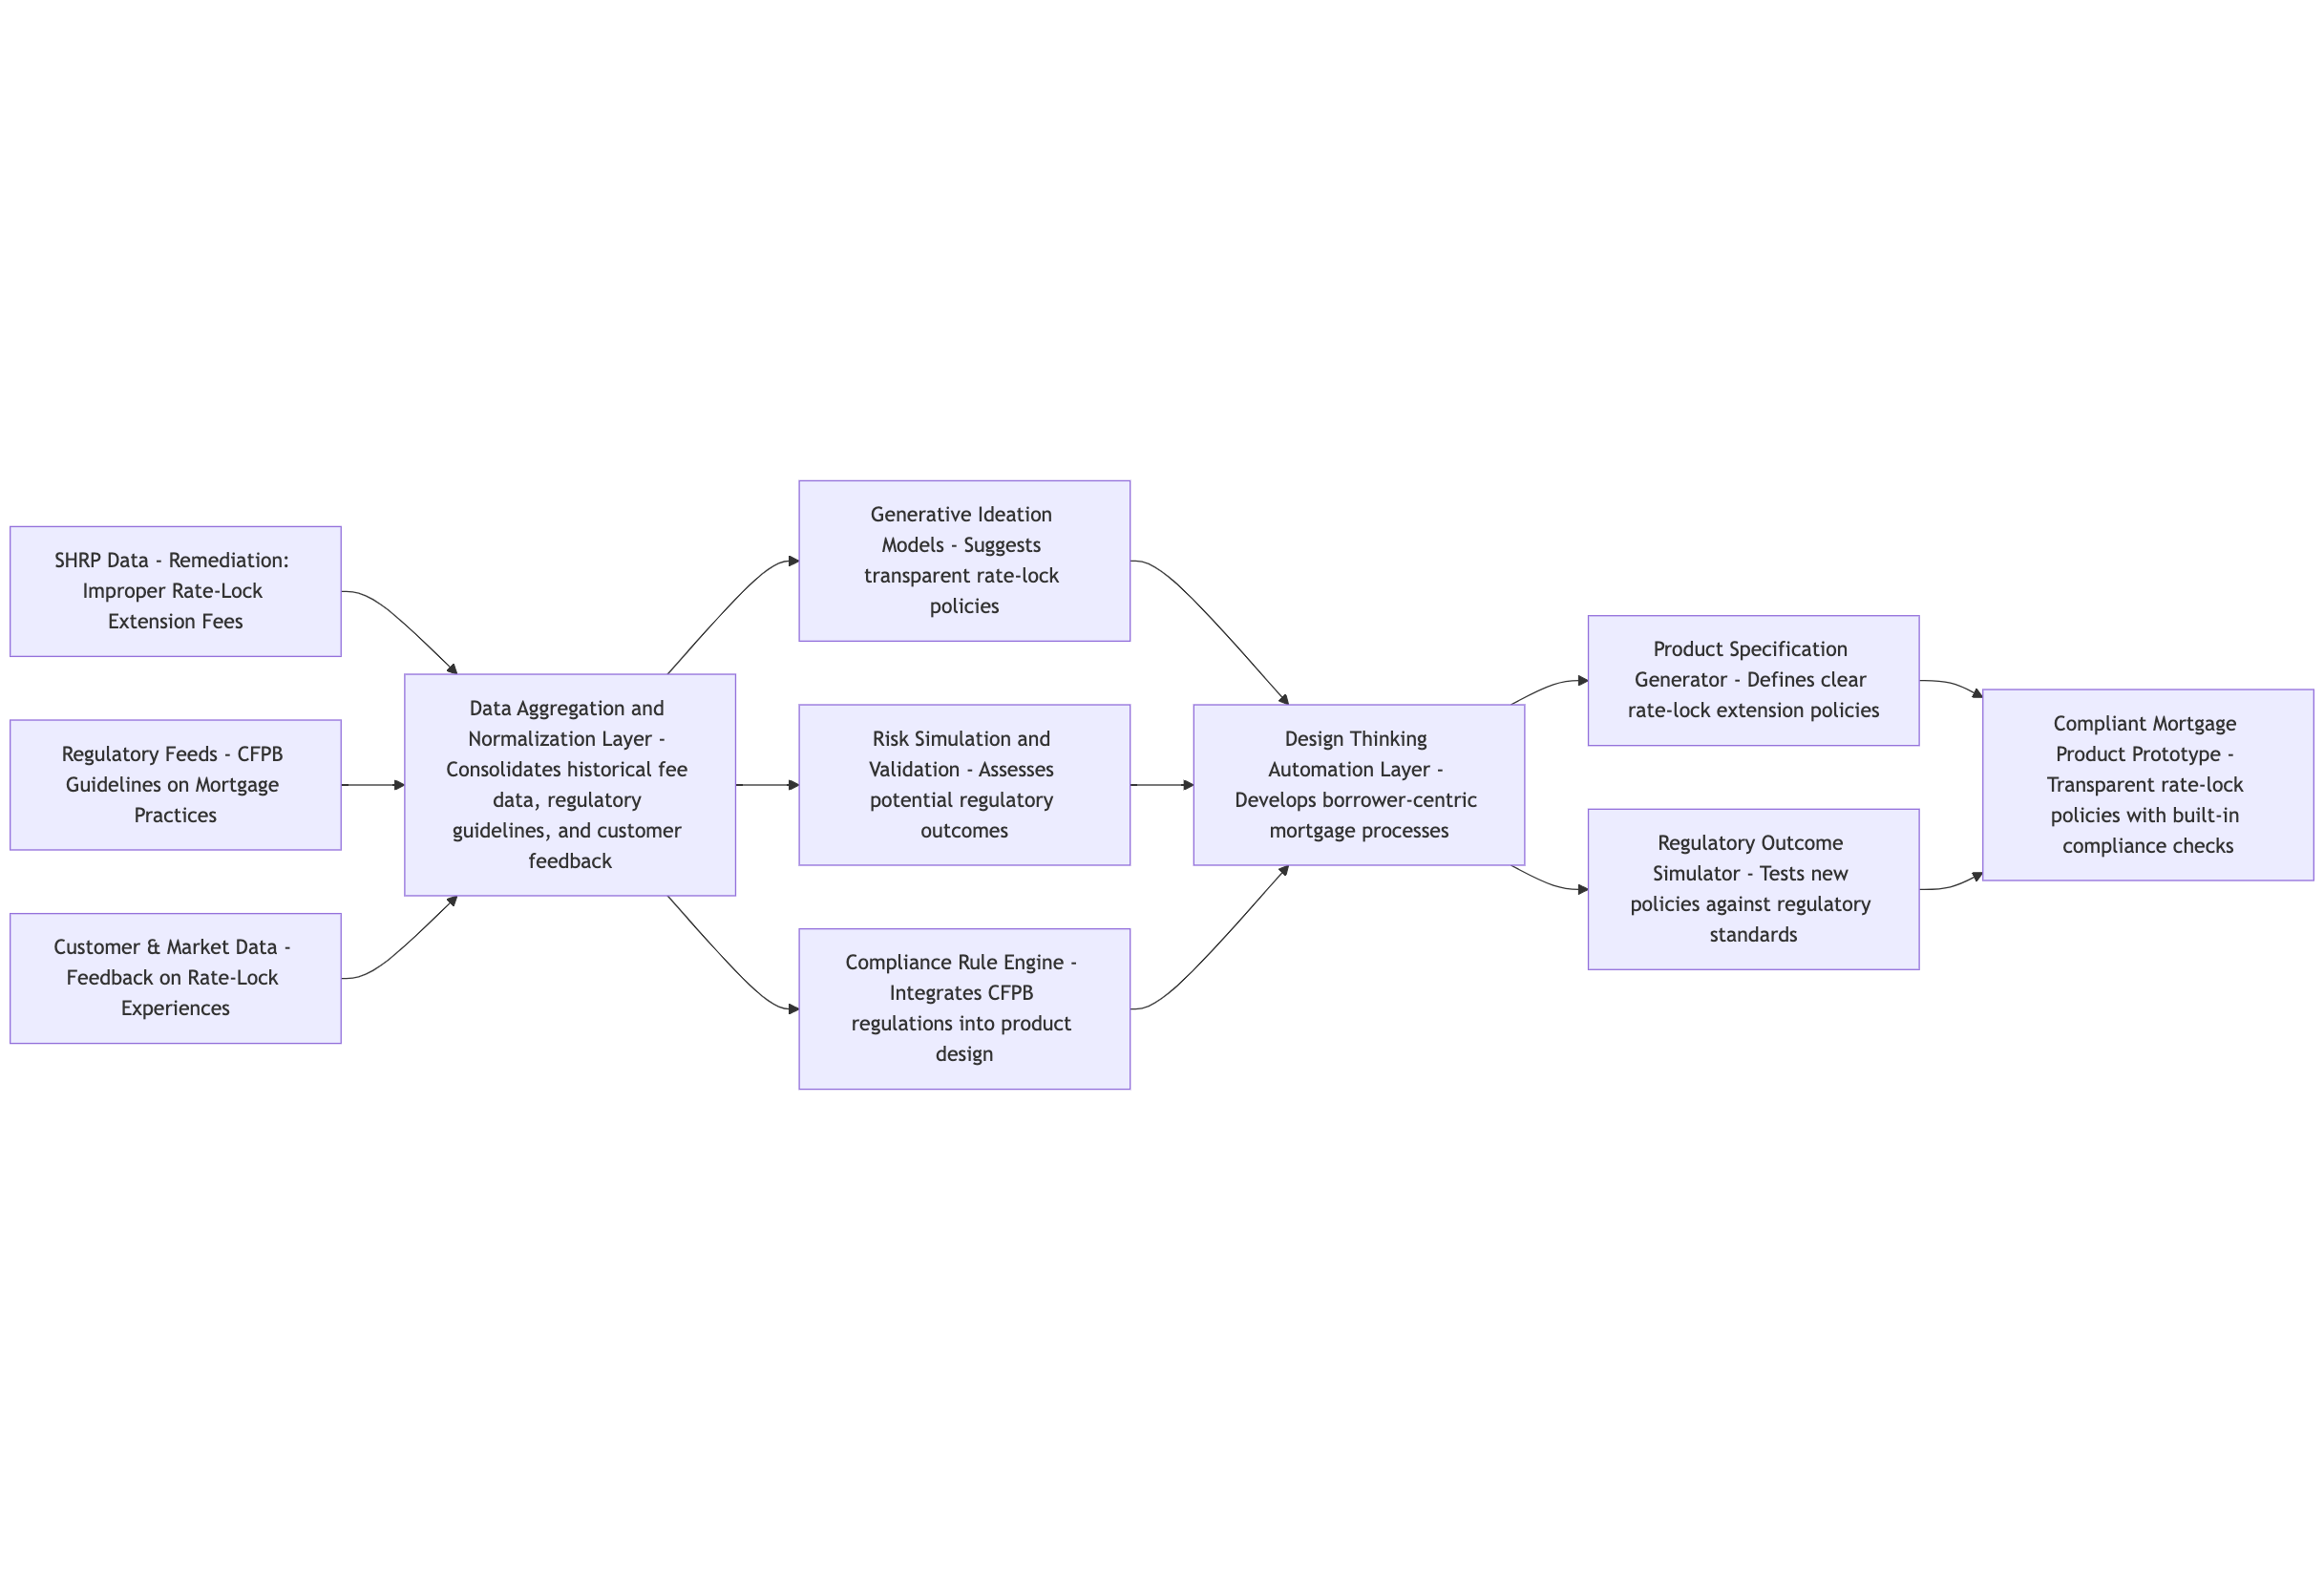 SHRP Data - Remediation:
Improper Rate-Lock
Extension Fees
Regulatory Feeds - CFPB
Guidelines on Mortgage
Practices
Customer & Market Data -
Feedback on Rate-Lock
Experiences
Data Aggregation and
Normalization Layer -
Consolidates historical fee
data, regulatory
guidelines, and customer
feedback
Generative Ideation
Models - Suggests
transparent rate-lock
policies
Risk Simulation and
Validation - Assesses
potential regulatory
outcomes
Compliance Rule Engine -
Integrates CFPB
regulations into product
design
Design Thinking
Automation Layer -
Develops borrower-centric
mortgage processes
Product Specification
Generator - Defines clear
rate-lock extension policies
Regulatory Outcome
Simulator - Tests new
policies against regulatory
standards
Compliant Mortgage
Product Prototype -
Transparent rate-lock
policies with built-in
compliance checks